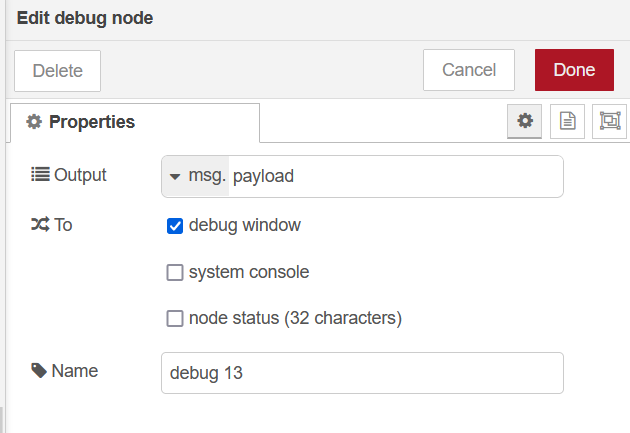 Edit debug node
Delete
Cancel
Done
Properties
Output
msg. payload
To
debug window
system console
node status (32 characters)
Name
debug 13